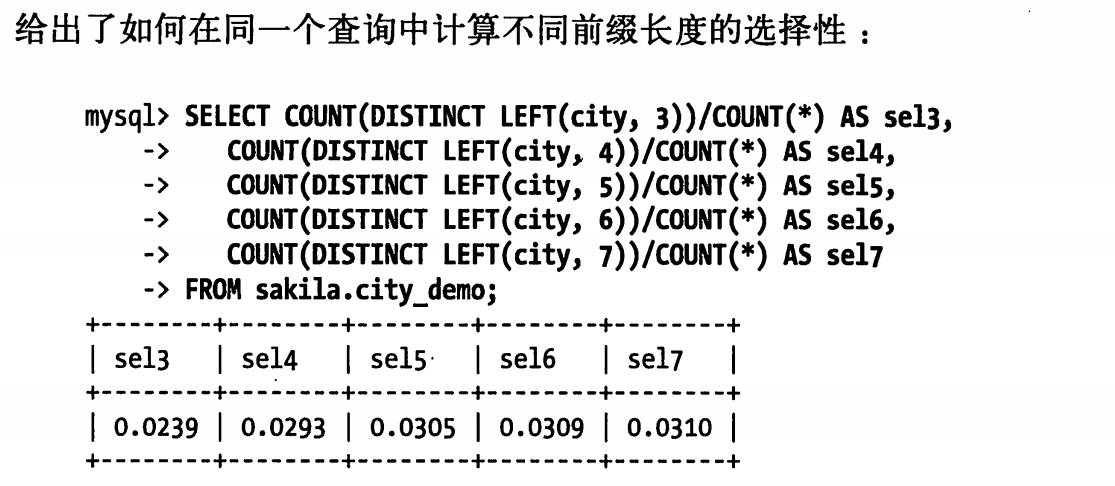 给出了如何在同一个查询中计算不同前缀长度的选择性：
mysql> SELECT COUNT(DISTINCT LEFT(city, 3))/COUNT(*) AS sel3,
    ->    COUNT(DISTINCT LEFT(city, 4))/COUNT(*) AS sel4,
    ->    COUNT(DISTINCT LEFT(city, 5))/COUNT(*) AS sel5,
    ->    COUNT(DISTINCT LEFT(city, 6))/COUNT(*) AS sel6,
    ->    COUNT(DISTINCT LEFT(city, 7))/COUNT(*) AS sel7
    -> FROM sakila.city_demo;
+--------+--------+--------+--------+--------+
| sel3   | sel4   | sel5   | sel6   | sel7   |
+--------+--------+--------+--------+--------+
| 0.0239 | 0.0293 | 0.0305 | 0.0309 | 0.0310 |
+--------+--------+--------+--------+--------+